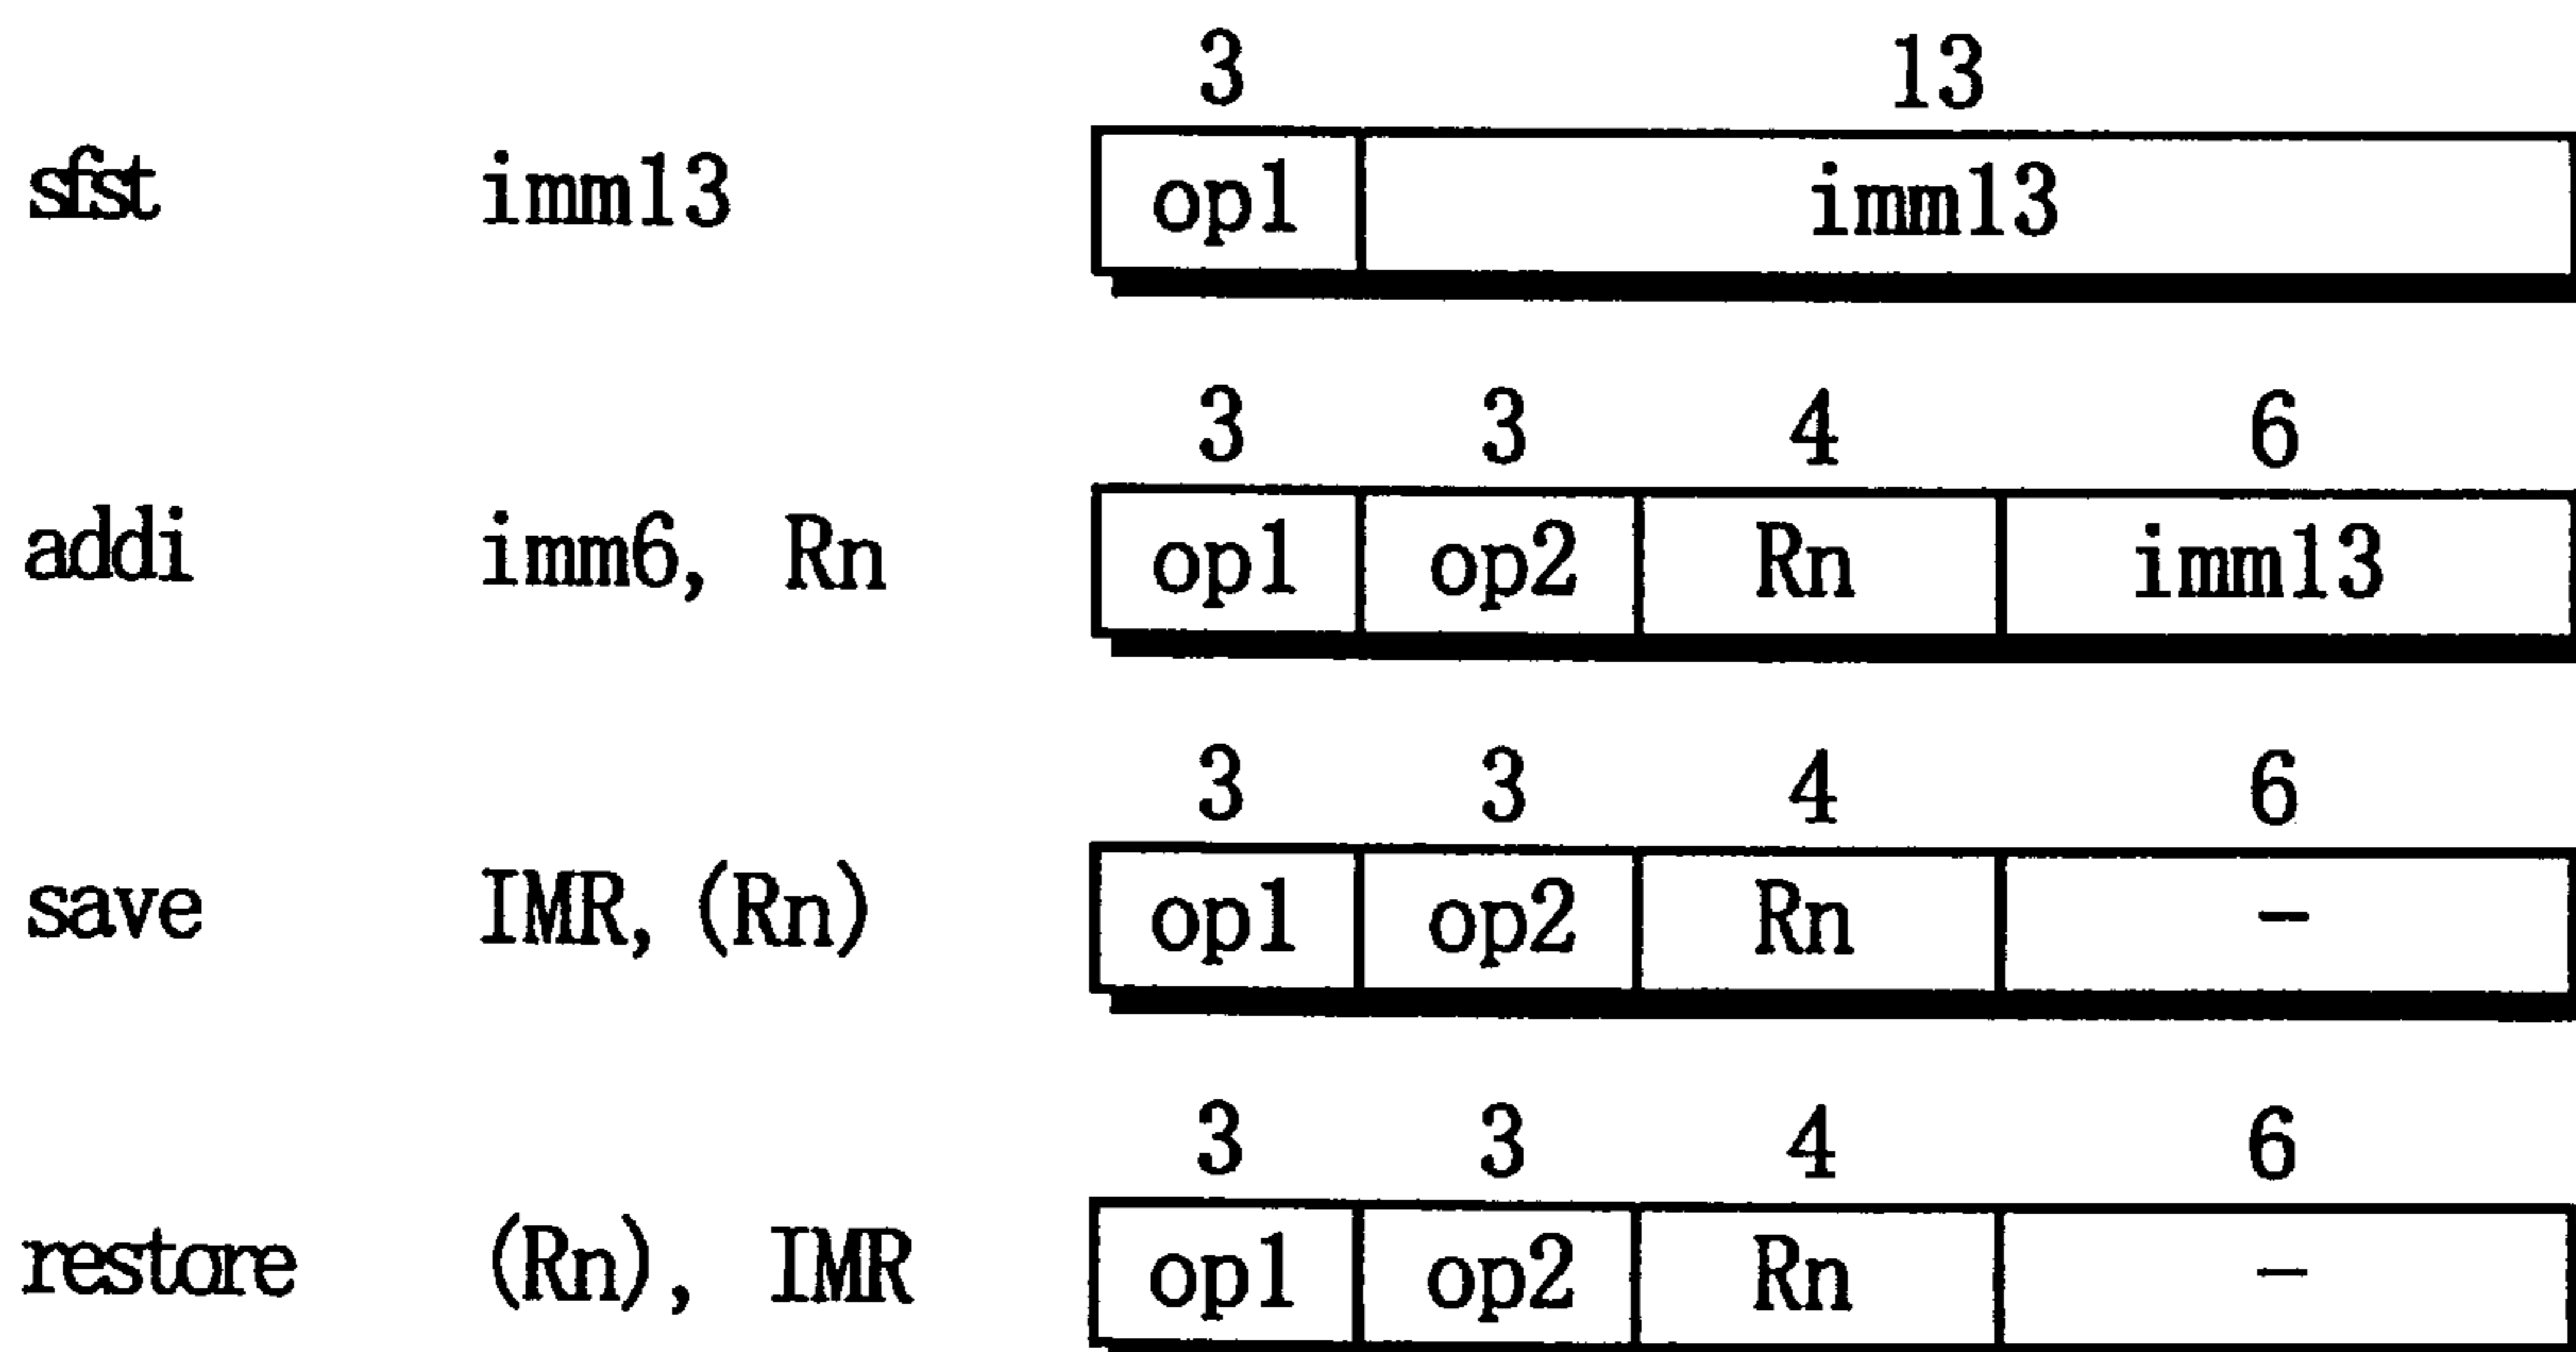 3 13
sfst imm13 op1 imm13
3 3 4 6
addi imm6, Rn op1 op2 Rn imm13
3 3 4 6
save IMR, (Rn) op1 op2 Rn -
3 3 4 6
restore (Rn), IMR op1 op2 Rn -